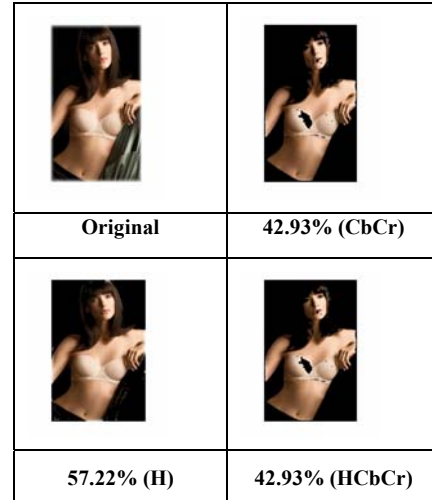 Original
42.93% (CbCr)
57.22% (H)
42.93% (HCbCr)